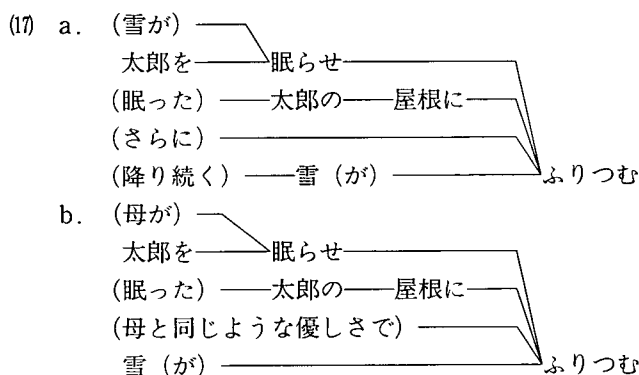 (17) a. (雪が)
太郎を 眠らせ
(眠った) 太郎の 屋根に
(さらに)
(降り続く) 雪(が) ふりつむ
b. (母が)
太郎を 眠らせ
(眠った) 太郎の 屋根に
(母と同じような優しさで)
雪(が) ふりつむ